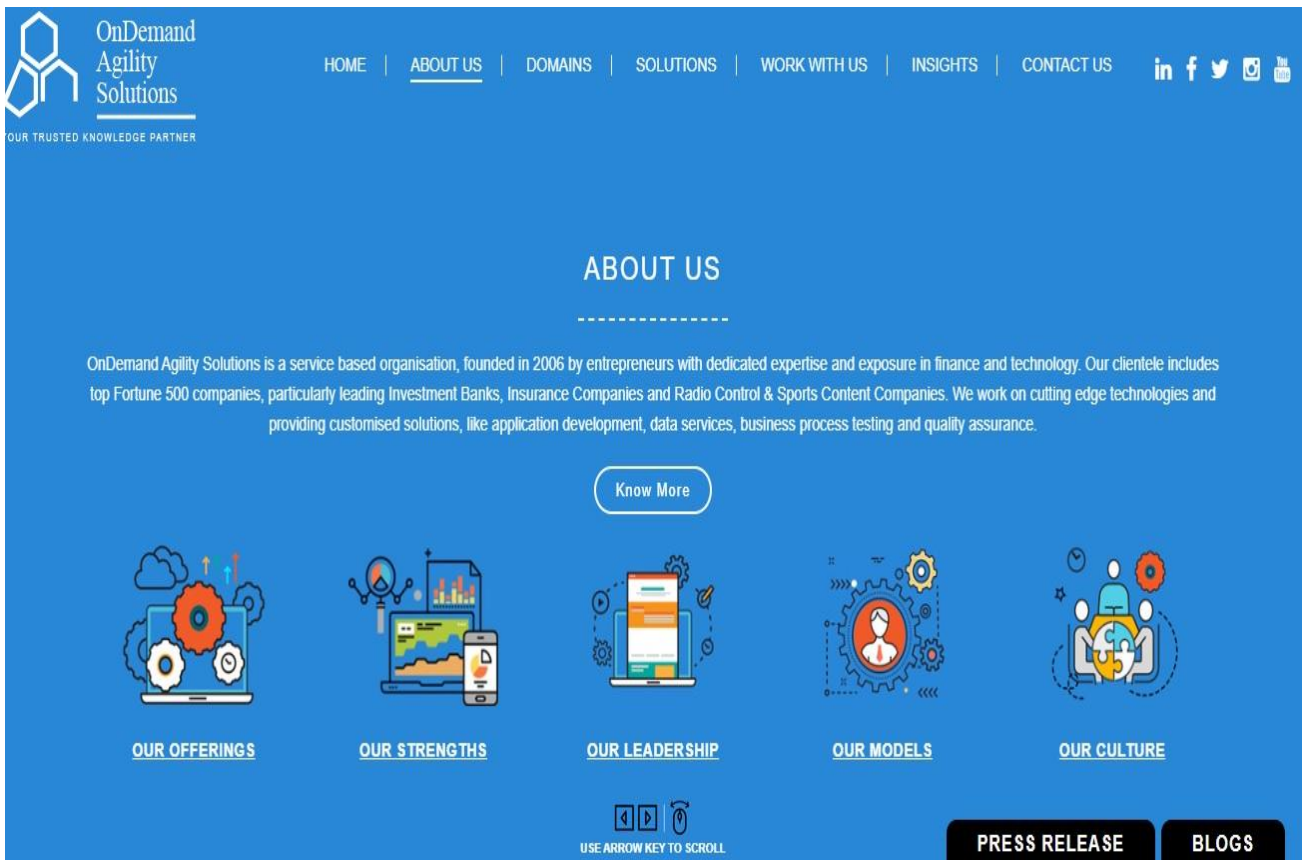 OnDemand
Agility
Solutions
YOUR TRUSTED KNOWLEDGE PARTNER
HOME | ABOUT US | DOMAINS | SOLUTIONS | WORK WITH US | INSIGHTS | CONTACT US
in f You Tube
ABOUT US
OnDemand Agility Solutions is a service based organisation, founded in 2006 by entrepreneurs with dedicated expertise and exposure in finance and technology. Our clientele includes
top Fortune 500 companies, particularly leading Investment Banks, Insurance Companies and Radio Control & Sports Content Companies. We work on cutting edge technologies and
providing customised solutions, like application development, data services, business process testing and quality assurance.
Know More
OUR OFFERINGS
OUR STRENGTHS
OUR LEADERSHIP
OUR MODELS
OUR CULTURE
USE ARROW KEY TO SCROLL
PRESS RELEASE
BLOGS